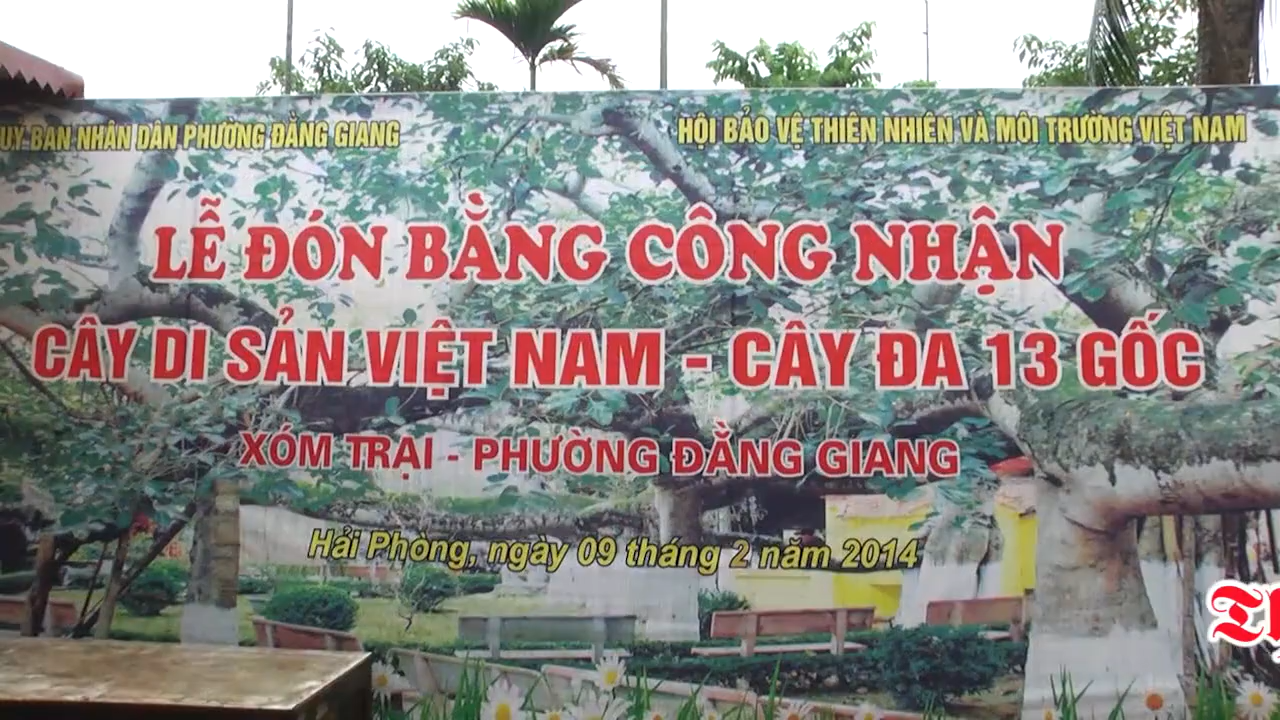 UỶ BAN NHÂN DÂN PHƯỜNG ĐẰNG GIANG
HỘI BẢO VỆ THIÊN NHIÊN VÀ MÔI TRƯỜNG VIỆT NAM
LỄ ĐÓN BẰNG CÔNG NHẬN
CÂY DI SẢN VIỆT NAM - CÂY ĐA 13 GỐC
XÓM TRẠI - PHƯỜNG ĐẰNG GIANG
Hải Phòng, ngày 09 tháng 2 năm 2014